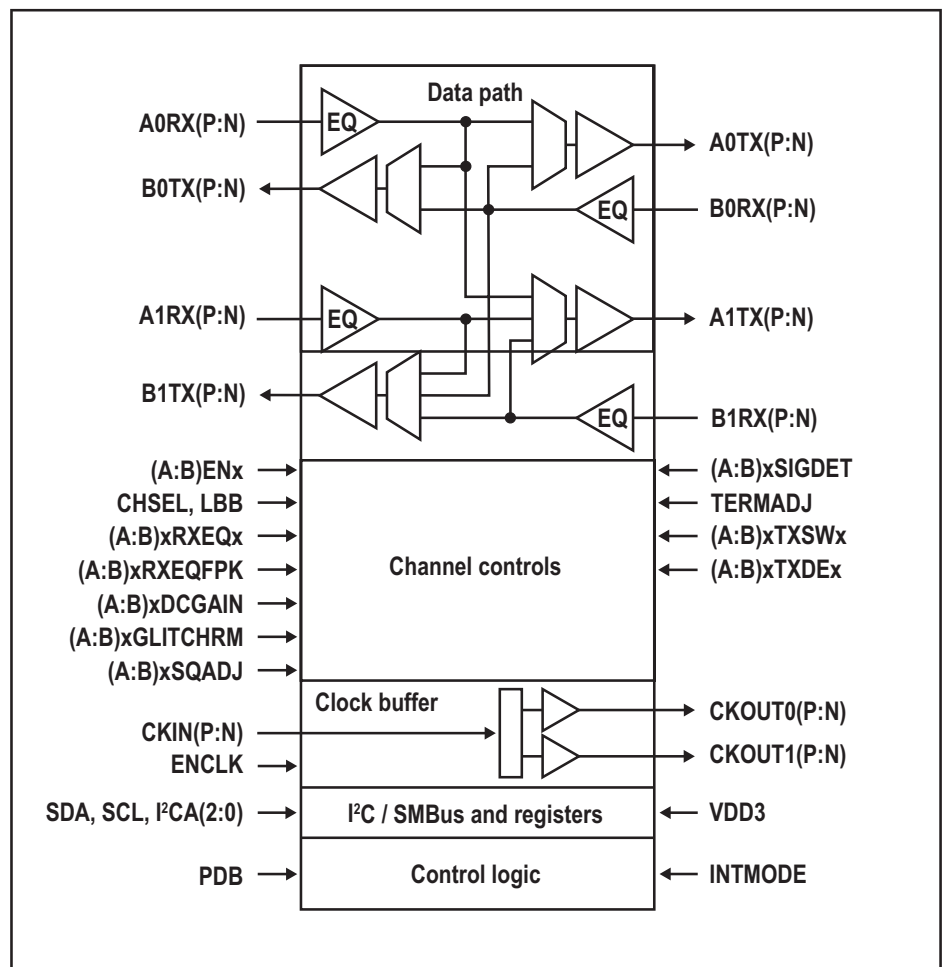 Data path
A0RX(P:N)
EQ
A0TX(P:N)
B0TX(P:N)
EQ
B0RX(P:N)
A1RX(P:N)
EQ
A1TX(P:N)
B1TX(P:N)
EQ
B1RX(P:N)
(A:B)ENx
CHSEL, LBB
(A:B)xRXEQx
(A:B)xRXEQFPK
(A:B)xDCGAIN
(A:B)xGLITCHRM
(A:B)xSQADJ
Channel controls
(A:B)xSIGDET
TERMADJ
(A:B)xTXSWx
(A:B)xTXDEx
Clock buffer
CKIN(P:N)
ENCLK
CKOUT0(P:N)
CKOUT1(P:N)
SDA, SCL, I²CA(2:0)
I²C / SMBus and registers
VDD3
PDB
Control logic
INTMODE